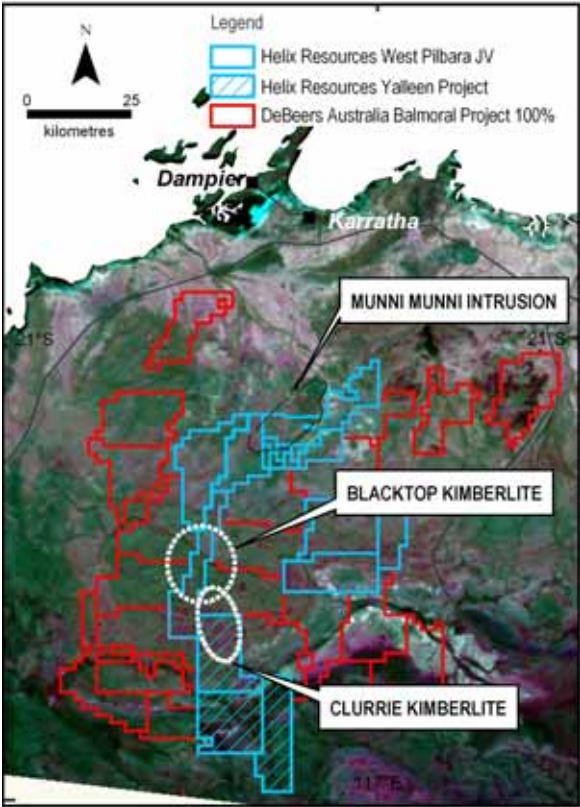 Legend
N
Helix Resources West Pilbara JV
Helix Resources Yalleen Project
DeBeers Australia Balmoral Project 100%
0 25
kilometres
Dampier
Karratha
MUNNI MUNNI INTRUSION
21°S 21°S
BLACKTOP KIMBERLITE
CLURRIE KIMBERLITE
117°E